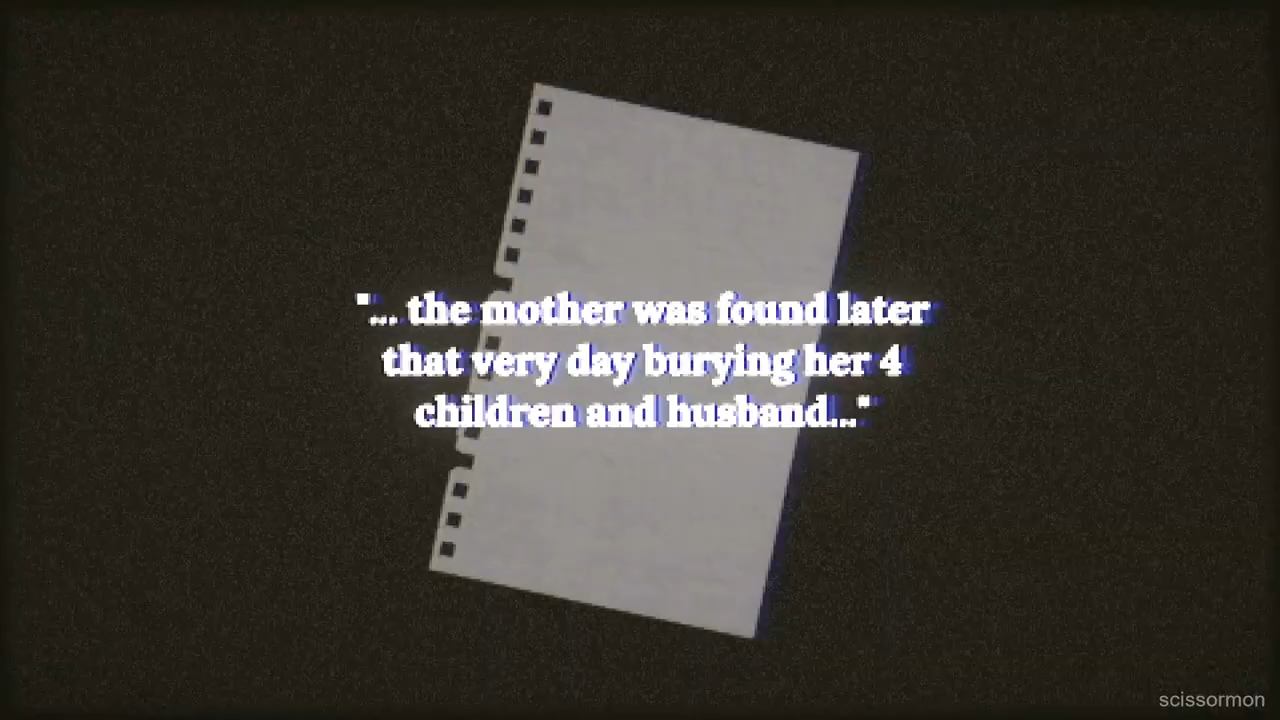 "... the mother was found later
that very day burying her 4
children and husband..."
scissormon